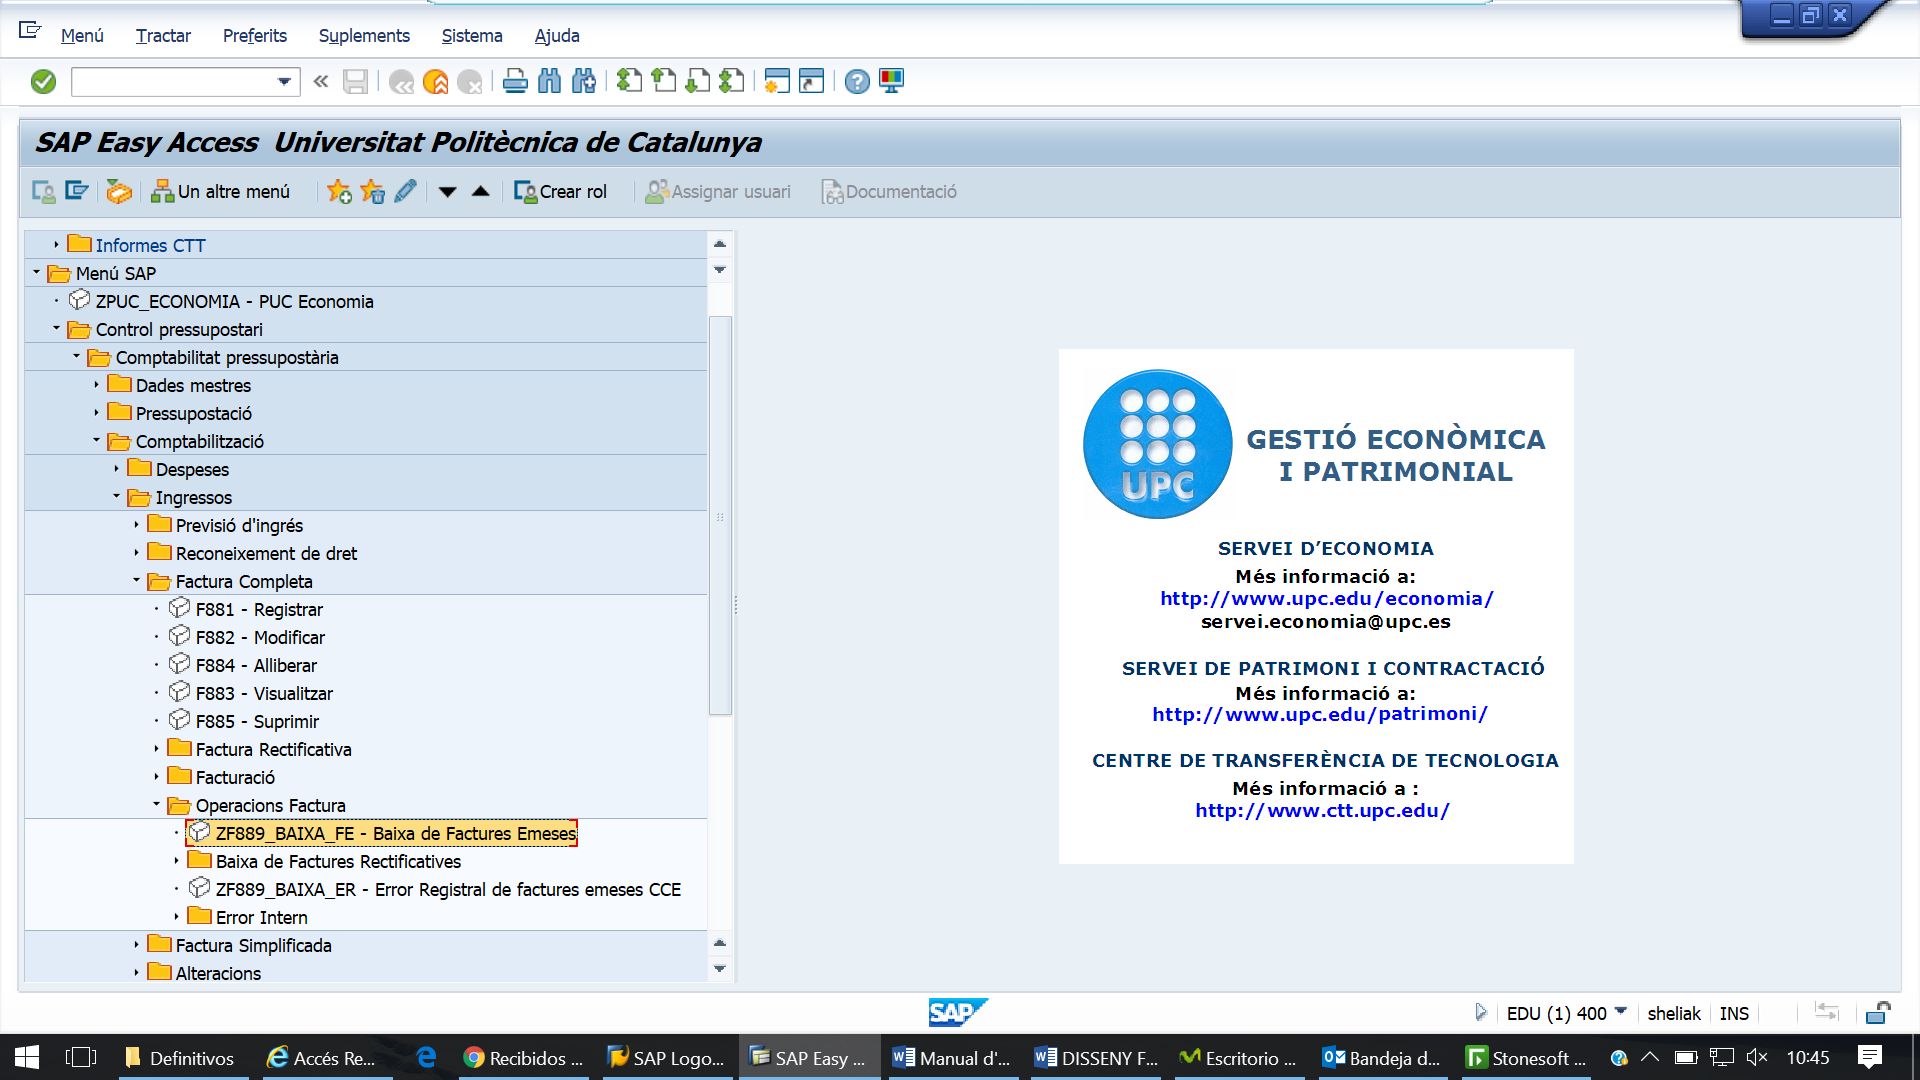 Menú Tractar Preferits Suplements Sistema Ajuda
SAP Easy Access Universitat Politècnica de Catalunya
Un altre menú Crear rol Assignar usuari Documentació
Informes CTT
Menú SAP
ZPUC_ECONOMIA - PUC Economia
Control pressupostari
Comptabilitat pressupostària
Dades mestres
Pressupostació
Comptabilització
Despeses
Ingressos
Previsió d'ingrés
Reconeixement de dret
Factura Completa
F881 - Registrar
F882 - Modificar
F884 - Alliberar
F883 - Visualitzar
F885 - Suprimir
Factura Rectificativa
Facturació
Operacions Factura
ZF889_BAIXA_FE - Baixa de Factures Emeses
Baixa de Factures Rectificatives
ZF889_BAIXA_ER - Error Registral de factures emeses CCE
Error Intern
Factura Simplificada
Alteracions
UPC
GESTIÓ ECONÒMICA
I PATRIMONIAL
SERVEI D’ECONOMIA
Més informació a:
http://www.upc.edu/economia/
servei.economia@upc.es
SERVEI DE PATRIMONI I CONTRACTACIÓ
Més informació a:
http://www.upc.edu/patrimoni/
CENTRE DE TRANSFERÈNCIA DE TECNOLOGIA
Més informació a :
http://www.ctt.upc.edu/
SAP
EDU (1) 400 sheliak INS
Definitivos Accés Re... Recibidos ... SAP Logo... SAP Easy ... Manual d'... DISSENY F... Escritorio ... Bandeja d... Stonesoft ... 10:45